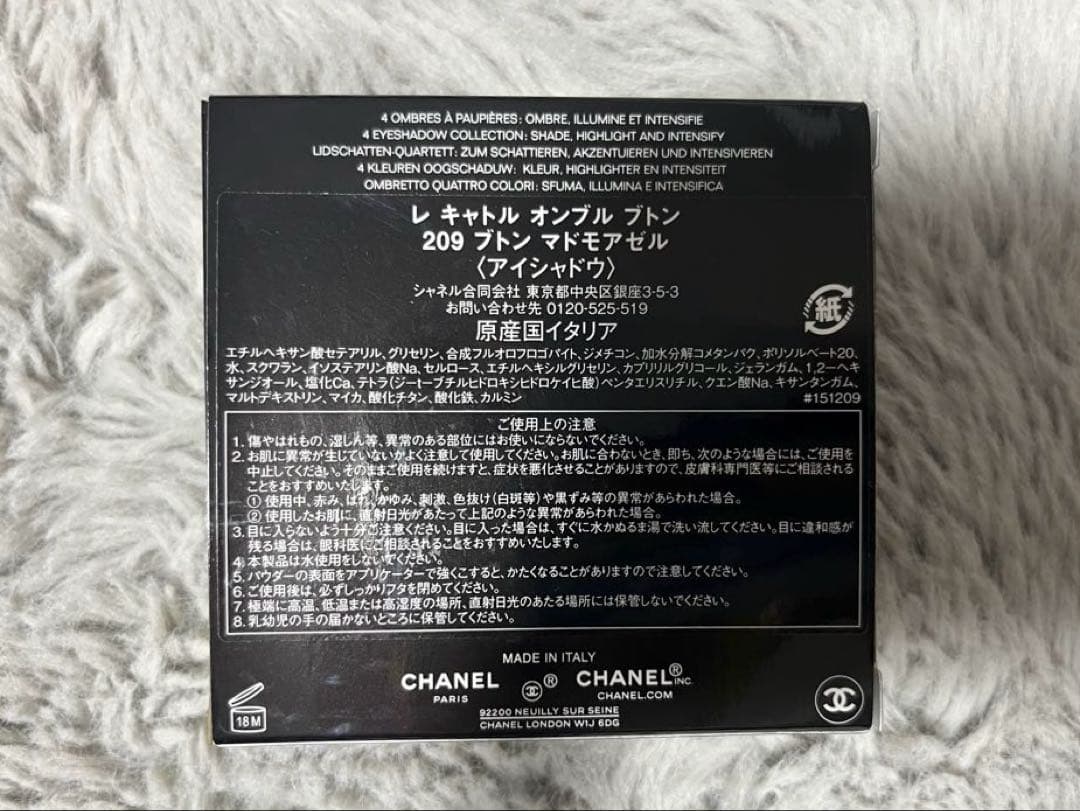 4 OMBRES À PAUPIÈRES : OMBRE, ILLUMINE ET INTENSIFIE
4 EYESHADOW COLLECTION : SHADE, HIGHLIGHT AND INTENSIFY
LIDSCHATTEN-QUARTETT: ZUM SCHATTIEREN, AKZENTUIEREN UND INTENSIVIEREN
4 KLEUREN OOGSCHADUW: KLEUR, HIGHLIGHTER EN INTENSITEIT
OMBRETTO QUATTRO COLORI : SFUMA, ILLUMINA E INTENSIFICA
レ キャトル オンブル ブトン
209 ブトン マドモアゼル
〈アイシャドウ〉
シャネル合同会社 東京都中央区銀座3-5-3
お問い合わせ先 0120-525-519
原産国イタリア
紙
エチルヘキサン酸セテアリル、グリセリン、合成フルオロフロゴパイト、ジメチコン、加水分解コメタンパク、ポリソルベート20、
水、スクワラン、イソステアリン酸Na、セルロース、エチルヘキシルグリセリン、カプリリルグリコール、ジェランガム、1,2-ヘキ
サンジオール、塩化Ca、テトラ(ジ-t-ブチルヒドロキシヒドロケイヒ酸)ペンタエリスリチル、クエン酸Na、キサンタンガム、
マルトデキストリン、マイカ、酸化チタン、酸化鉄、カルミン #151209
ご使用上の注意
1. 傷やはれもの、湿しん等、異常のある部位にはお使いにならないでください。
2. お肌に異常が生じていないかよく注意して使用してください。お肌に合わないとき、即ち、次のような場合には、ご使用を
中止してください。そのままご使用を続けますと、症状を悪化させることがありますので、皮膚科専門医等にご相談される
ことをおすすめいたします。
① 使用中、赤み、はれ、かゆみ、刺激、色抜け(白斑等)や黒ずみ等の異常があらわれた場合。
② 使用したお肌に、直射日光があたって上記のような異常があらわれた場合。
3. 目に入らないよう十分ご注意ください。目に入った場合は、すぐに水かぬるま湯で洗い流してください。目に違和感が
残る場合は、眼科医にご相談されることをおすすめいたします。
4. 本製品は水使用をしないでください。
5. パウダーの表面をアプリケーターで強くこすると、かたくなることがありますので注意してください。
6. ご使用後は、必ずしっかりフタを閉めてください。
7. 極端に高温、低温または高湿度の場所、直射日光のあたる場所には保管しないでください。
8. 乳幼児の手の届かないところに保管してください。
MADE IN ITALY
CHANEL ® CHANEL® INC.
PARIS CHANEL.COM
92200 NEUILLY SUR SEINE
CHANEL LONDON W1J 6DG
18 M